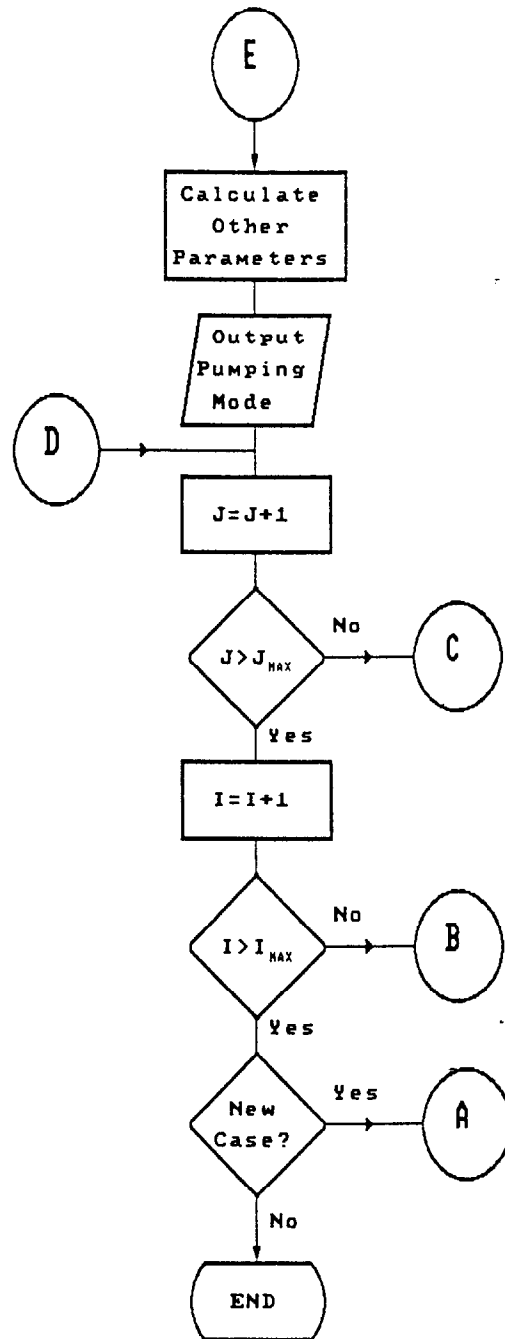 E
Calculate
Other
Parameters
Output
Pumping
Mode
D
J=J+1
No
J>J_MAX
C
Yes
I=I+1
No
I>I_MAX
B
Yes
New
Case?
Yes
A
No
END